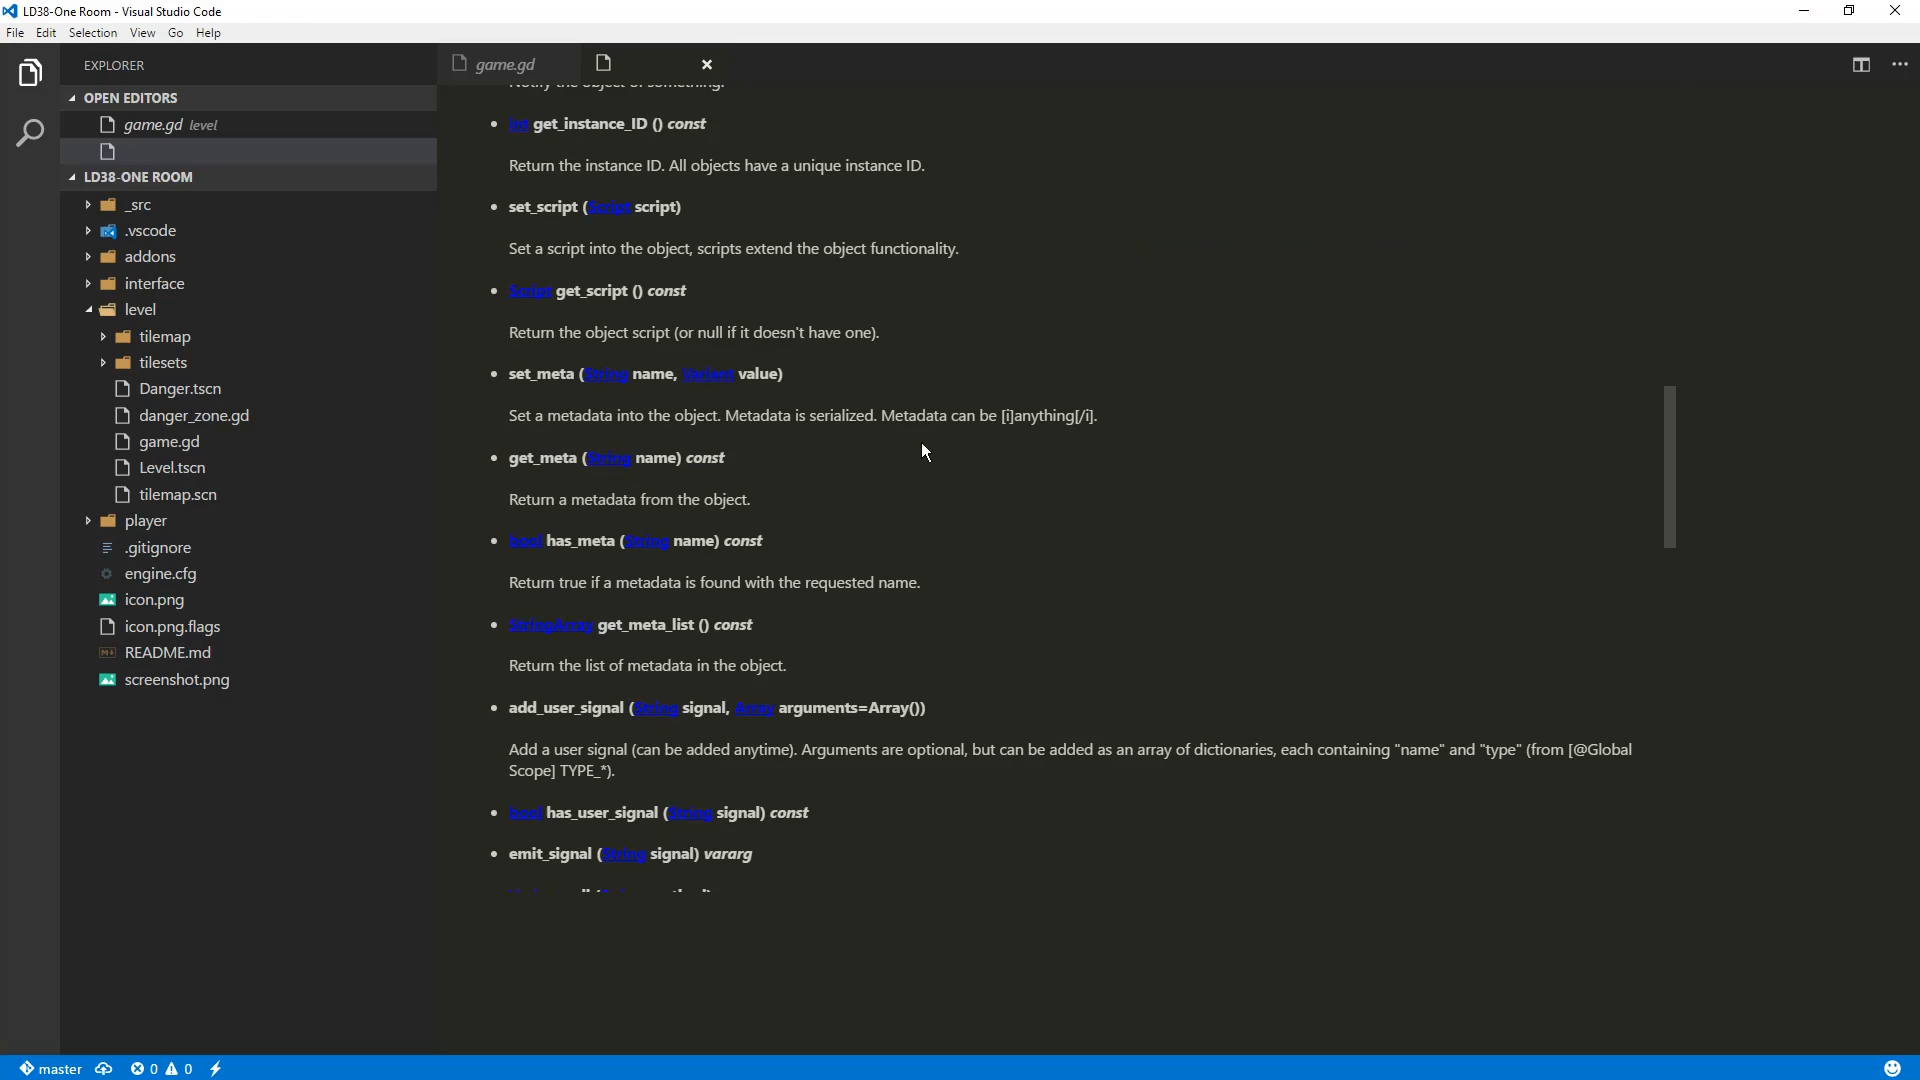 LD38-One Room - Visual Studio Code
File Edit Selection View Go Help
EXPLORER
game.gd
OPEN EDITORS
game.gd level
LD38-ONE ROOM
_src
.vscode
addons
interface
level
tilemap
tilesets
Danger.tscn
danger_zone.gd
game.gd
Level.tscn
tilemap.scn
player
.gitignore
engine.cfg
icon.png
icon.png.flags
README.md
screenshot.png
Notify the object of something.
int get_instance_ID () const
Return the instance ID. All objects have a unique instance ID.
set_script (Script script)
Set a script into the object, scripts extend the object functionality.
Script get_script () const
Return the object script (or null if it doesn't have one).
set_meta (String name, Variant value)
Set a metadata into the object. Metadata is serialized. Metadata can be [i]anything[/i].
get_meta (String name) const
Return a metadata from the object.
bool has_meta (String name) const
Return true if a metadata is found with the requested name.
StringArray get_meta_list () const
Return the list of metadata in the object.
add_user_signal (String signal, Array arguments=Array())
Add a user signal (can be added anytime). Arguments are optional, but can be added as an array of dictionaries, each containing "name" and "type" (from [@Global
Scope] TYPE_*).
bool has_user_signal (String signal) const
emit_signal (String signal) vararg
master 0 0